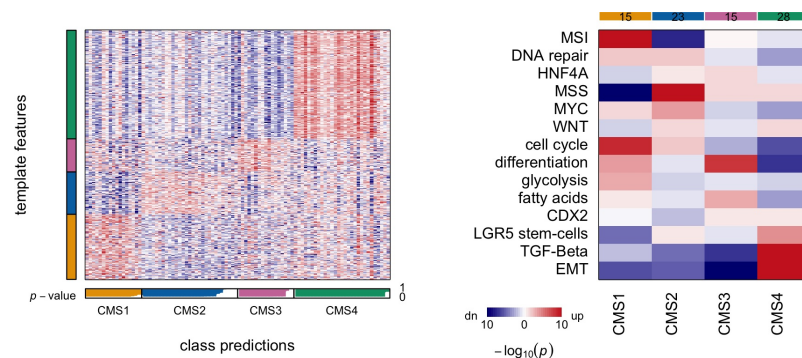 template features
p – value
1
0
CMS1
CMS2
CMS3
CMS4
class predictions
15
23
15
28
MSI
DNA repair
HNF4A
MSS
MYC
WNT
cell cycle
differentiation
glycolysis
fatty acids
CDX2
LGR5 stem-cells
TGF-Beta
EMT
CMS1
CMS2
CMS3
CMS4
dn
up
10
0
10
− log10(p)